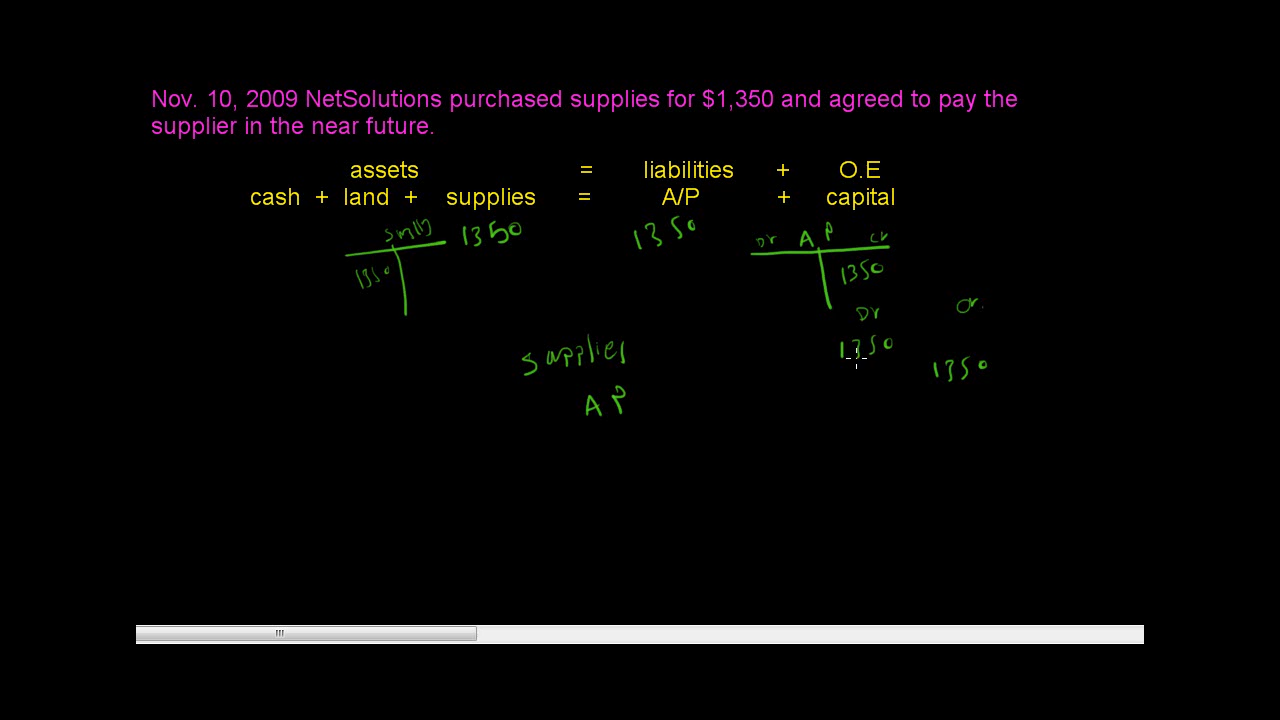 Nov. 10, 2009 NetSolutions purchased supplies for $1,350 and agreed to pay the
supplier in the near future.
assets = liabilities + O.E
cash + land + supplies = A/P + capital
1350 1350 Dr A P Cr
1350 1350
Dr Cr.
supplies 1350
1350
A P